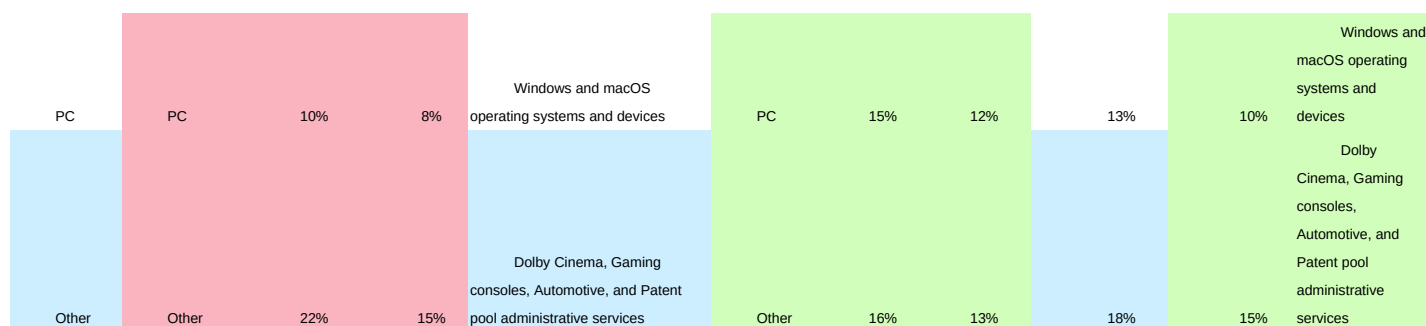 Windows and
macOS operating
Windows and macOS systems and
PC PC 10% 8% operating systems and devices PC 15% 12% 13% 10% devices
Dolby
Cinema, Gaming
consoles,
Automotive, and
Dolby Cinema, Gaming Patent pool
consoles, Automotive, and Patent administrative
Other Other 22% 15% pool administrative services Other 16% 13% 18% 15% services